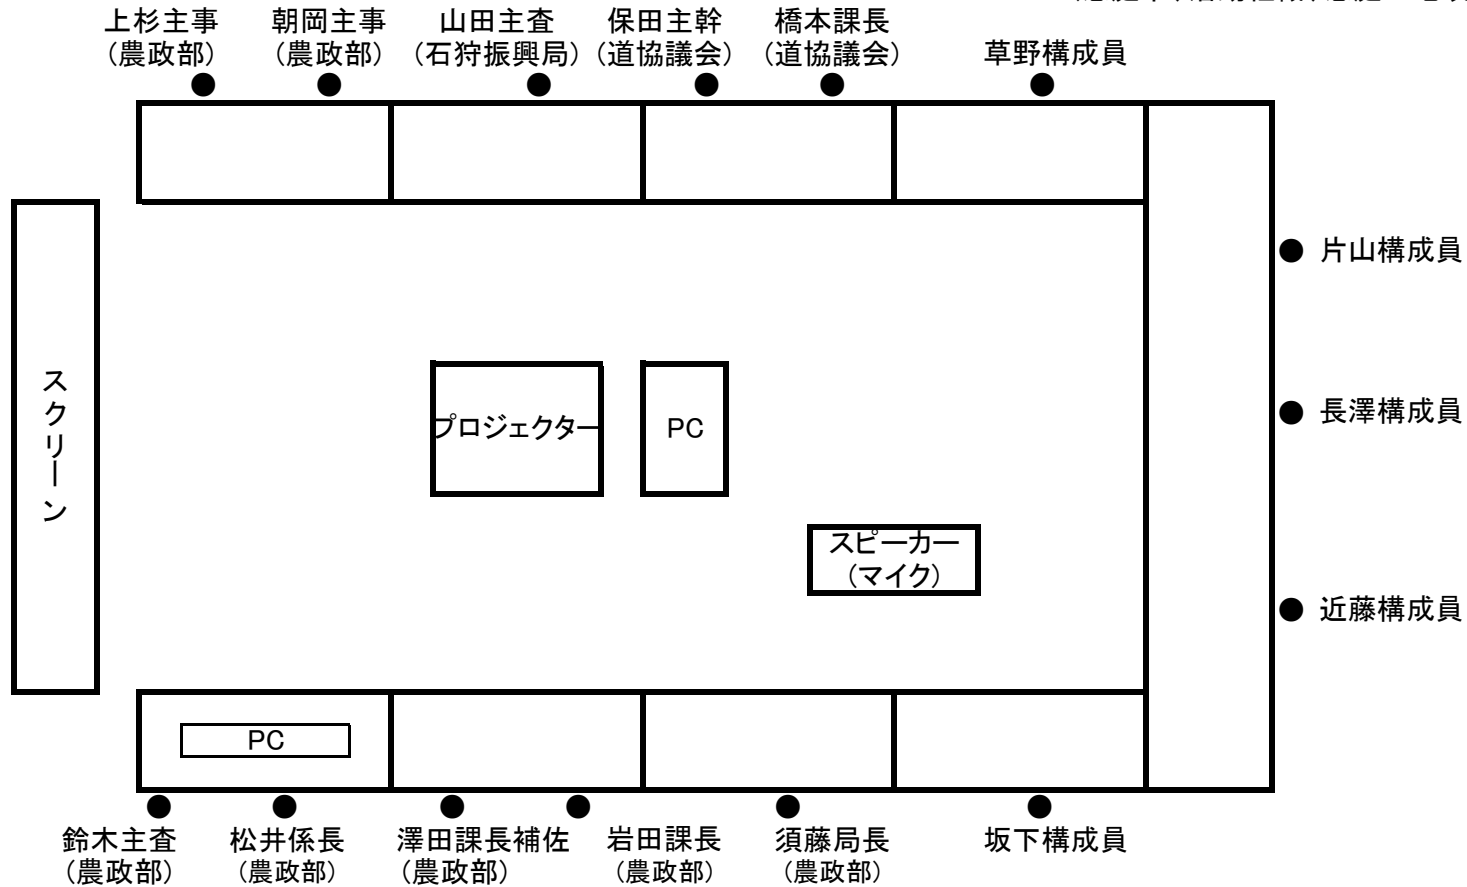 上杉主事
(農政部)
朝岡主事
(農政部)
山田主査
(石狩振興局)
保田主幹
(道協議会)
橋本課長
(道協議会)
草野構成員
片山構成員
長澤構成員
近藤構成員
スクリーン
プロジェクター
PC
スピーカー
(マイク)
PC
鈴木主査
(農政部)
松井係長
(農政部)
澤田課長補佐
(農政部)
岩田課長
(農政部)
須藤局長
(農政部)
坂下構成員